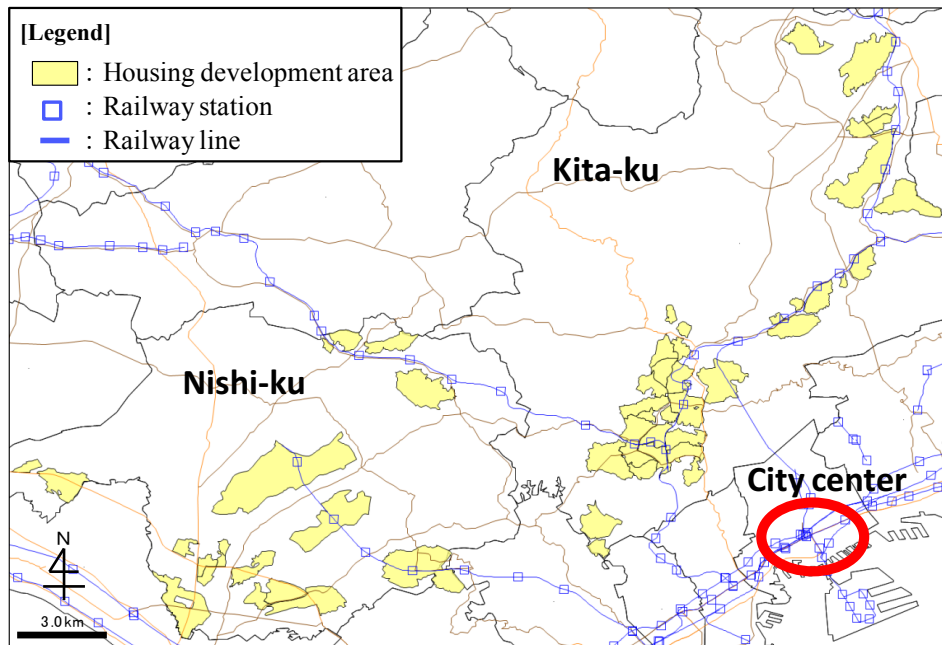 [Legend]
: Housing development area
: Railway station
: Railway line
Kita-ku
Nishi-ku
City center
N
3.0km